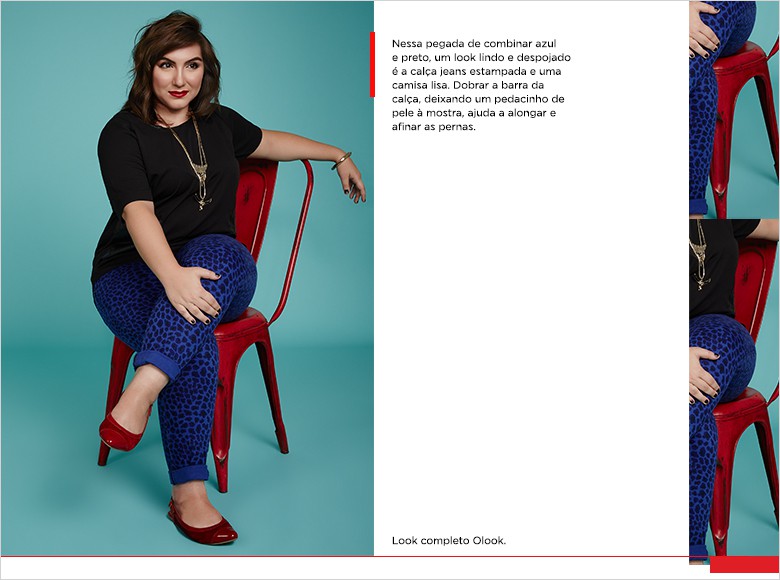 Nessa pegada de combinar azul
e preto, um look lindo e despojado
é a calça jeans estampada e uma
camisa lisa. Dobrar a barra da
calça, deixando um pedacinho de
pele à mostra, ajuda a alongar e
afinar as pernas.
Look completo Olook.